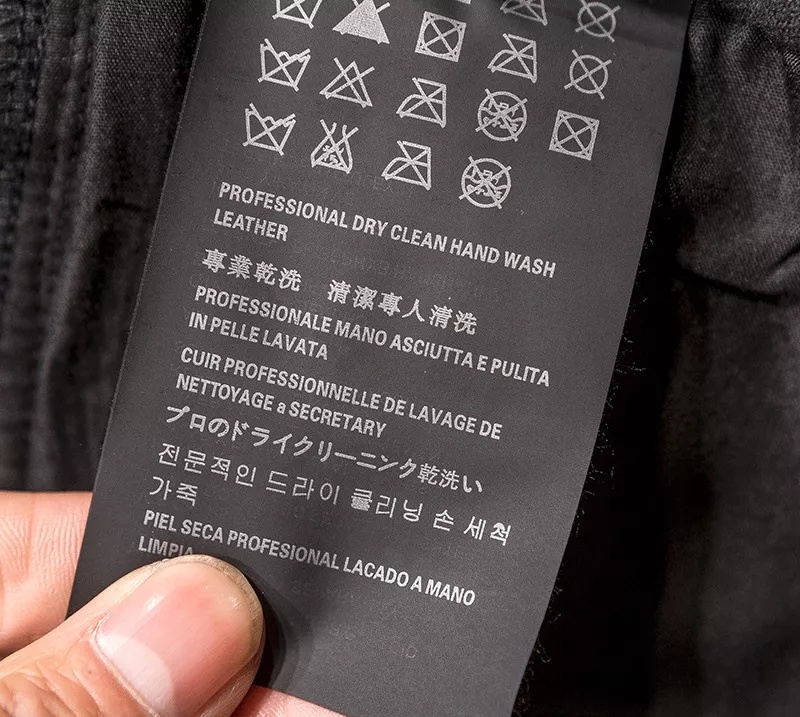 PROFESSIONAL DRY CLEAN HAND WASH
LEATHER
專業乾洗 清潔專人清洗
PROFESSIONALE MANO ASCIUTTA E PULITA
IN PELLE LAVATA
CUIR PROFESSIONNELLE DE LAVAGE DE
NETTOYAGE a SECRETARY
プロのドライクリーニング乾洗い
전문적인 드라이 클리닝 손 세척
가죽
PIEL SECA PROFESIONAL LACADO A MANO
LIMPIA